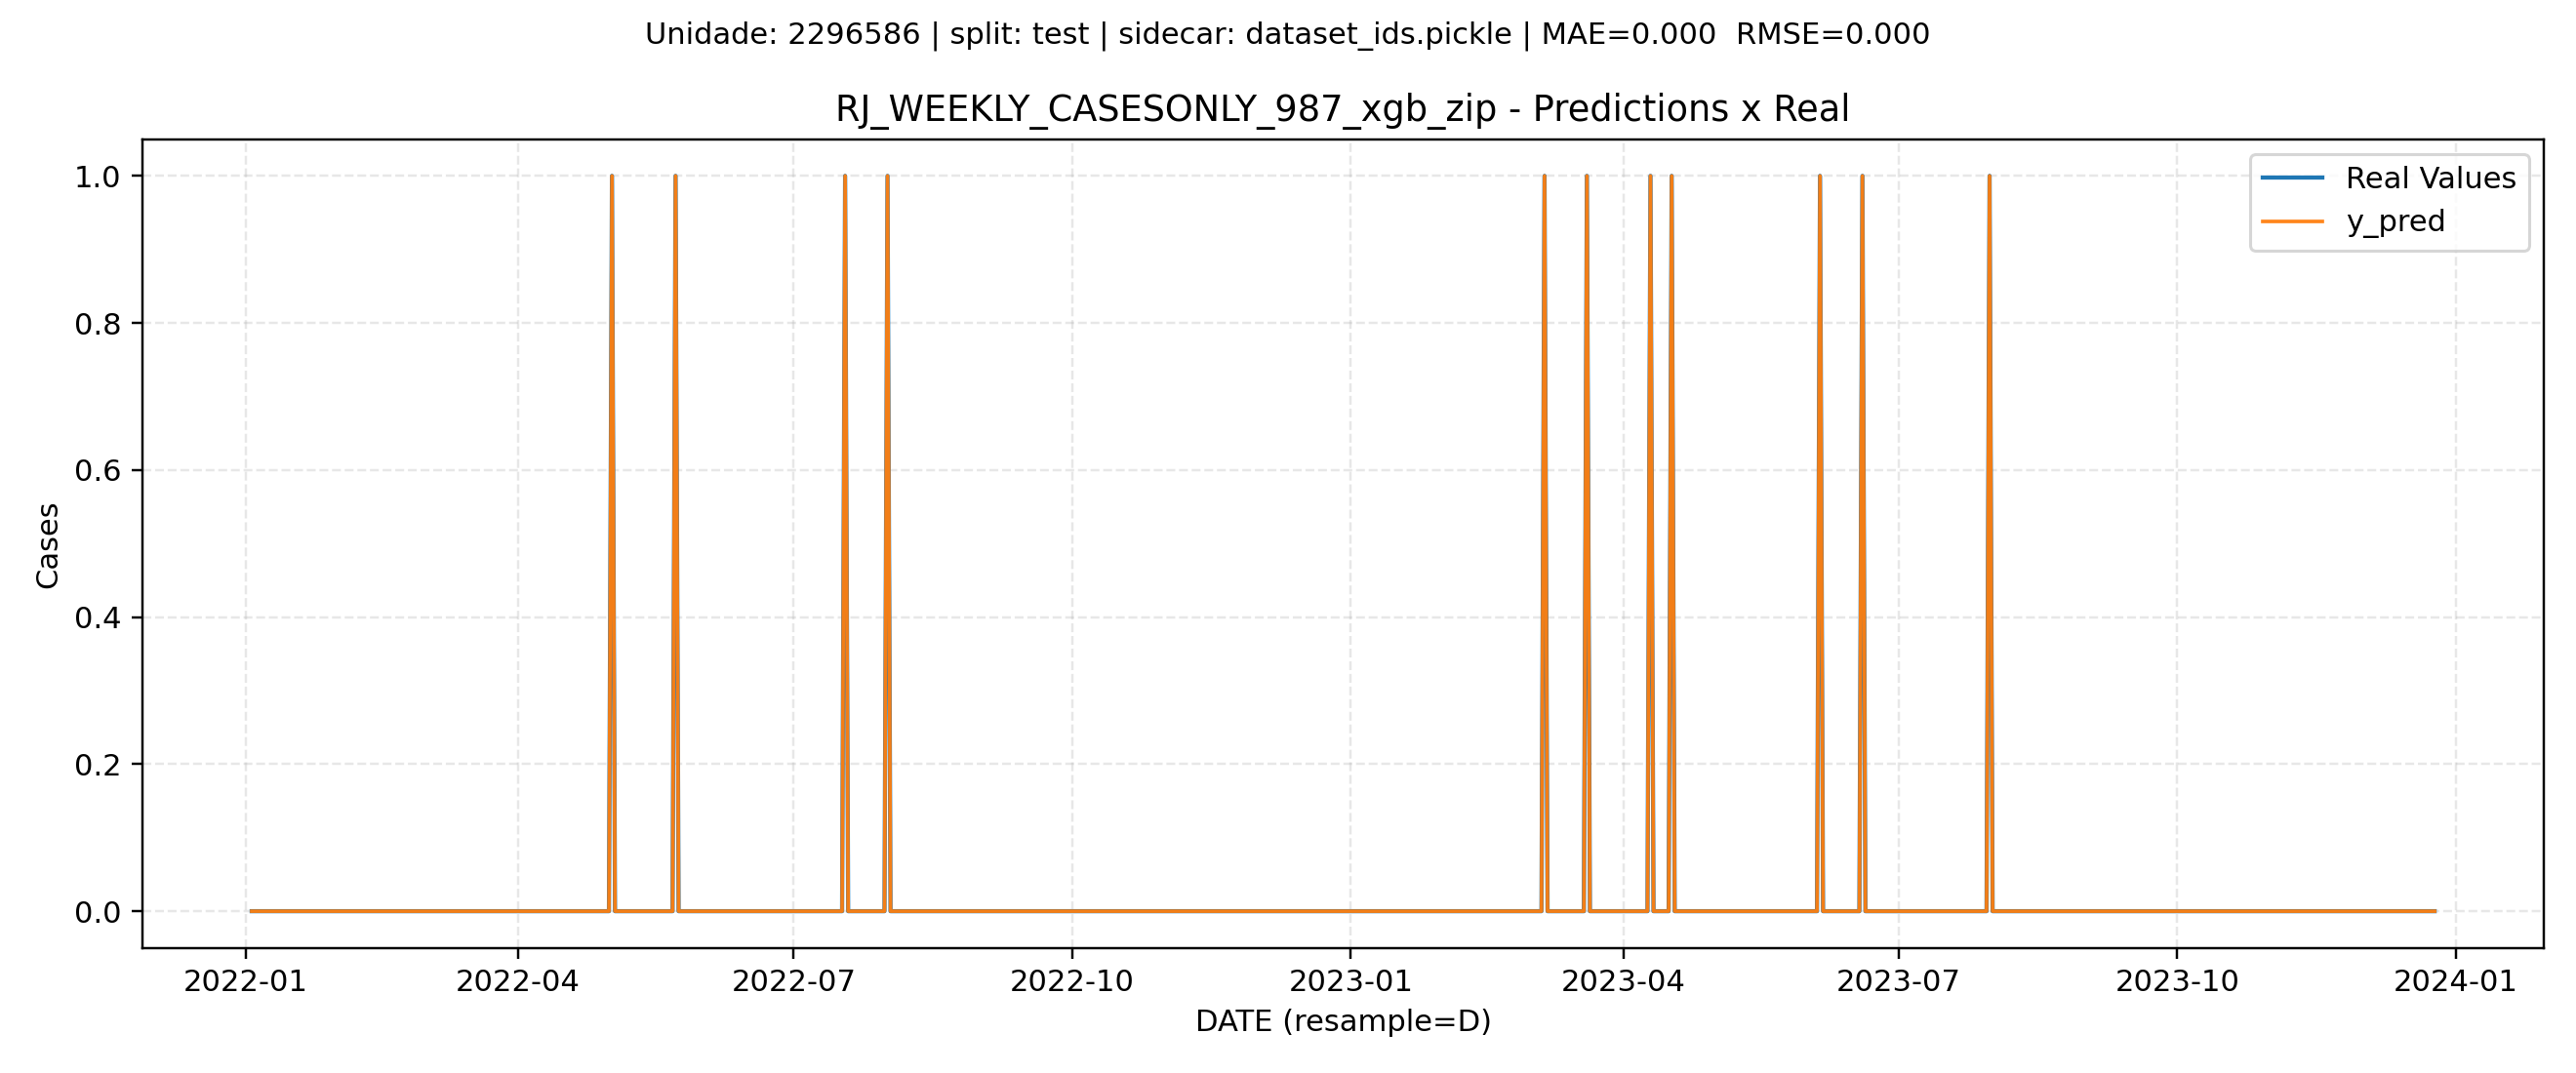 Unidade: 2296586 | split: test | sidecar: dataset_ids.pickle | MAE=0.000  RMSE=0.000
RJ_WEEKLY_CASESONLY_987_xgb_zip - Predictions x Real
Real Values
y_pred
1.0
0.8
0.6
0.4
0.2
0.0
Cases
2022-01 2022-04 2022-07 2022-10 2023-01 2023-04 2023-07 2023-10 2024-01
DATE (resample=D)